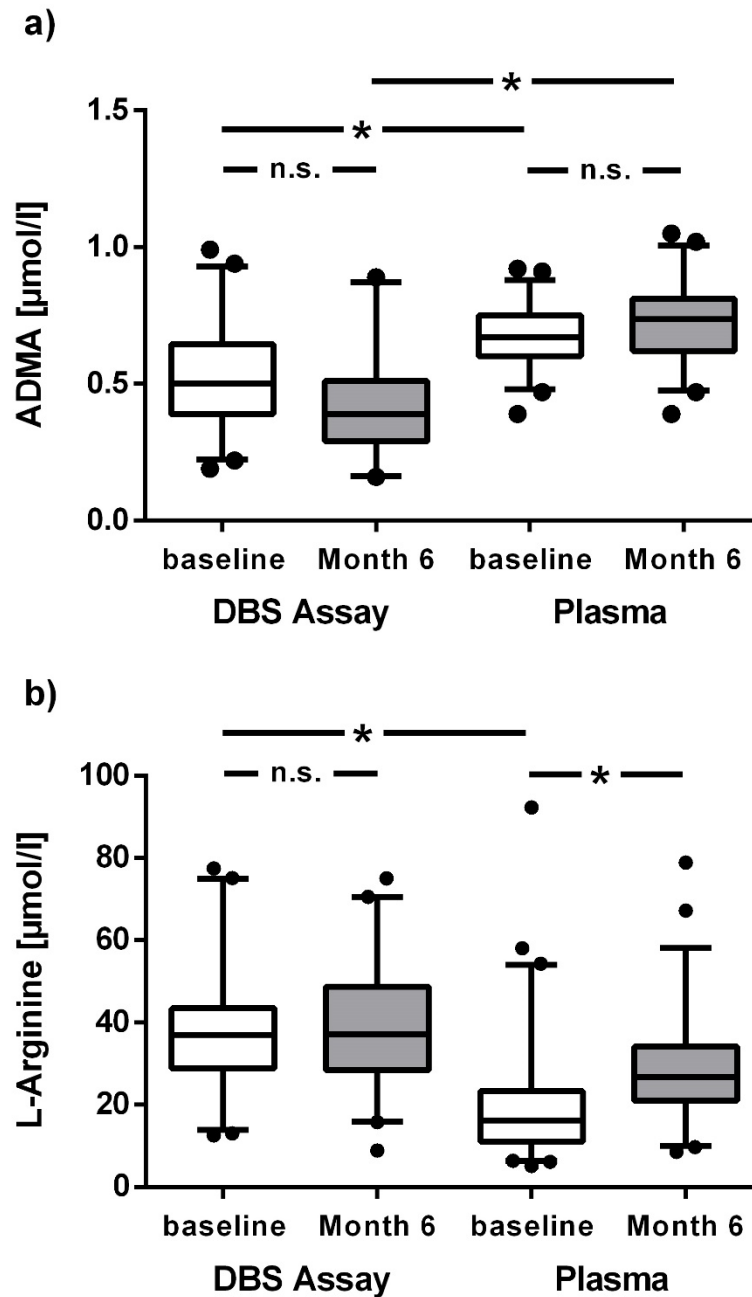 a)
*
1.5
*
n.s.
n.s.
1.0
0.5
0.0
ADMA [µmol/l]
baseline Month 6 baseline Month 6
DBS Assay Plasma
b)
*
100
n.s.
*
80
60
40
20
0
L-Arginine [µmol/l]
baseline Month 6 baseline Month 6
DBS Assay Plasma